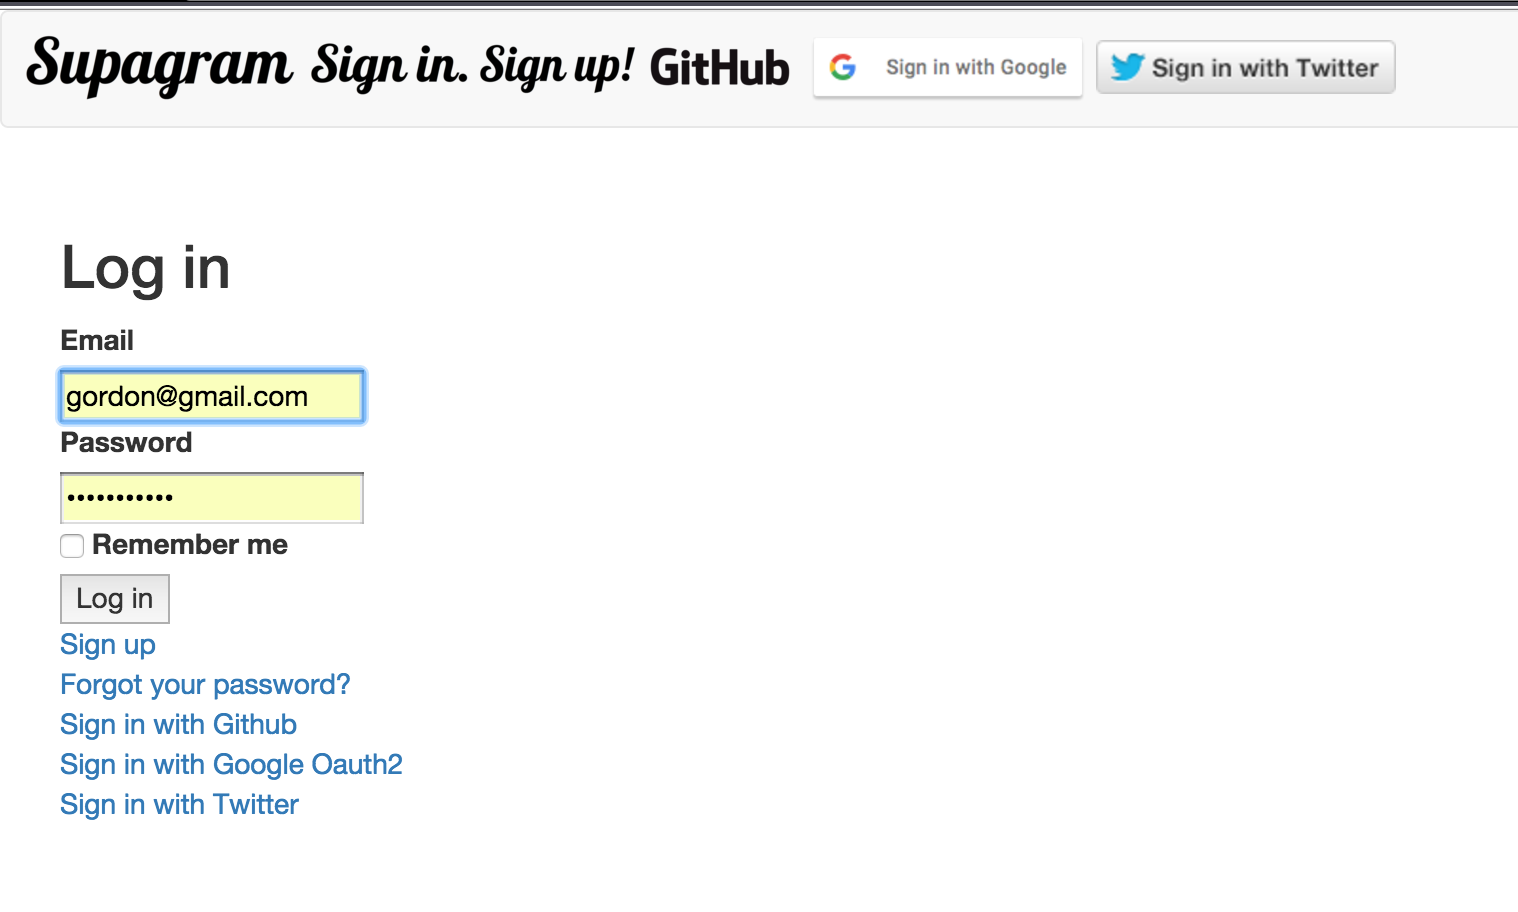 Supagram Sign in. Sign up! GitHub Sign in with Google Sign in with Twitter
Log in
Email
gordon@gmail.com
Password
•••••••••••
Remember me
Log in
Sign up
Forgot your password?
Sign in with Github
Sign in with Google Oauth2
Sign in with Twitter